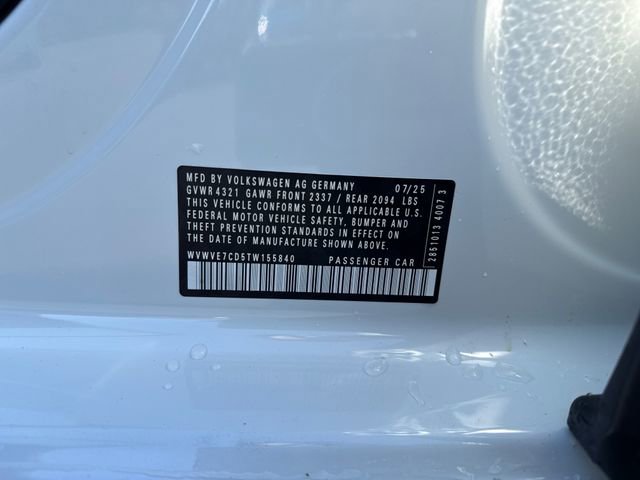 MFD BY VOLKSWAGEN AG GERMANY 07/25
GVWR 4321 GAWR FRONT 2337 / REAR 2094 LBS
THIS VEHICLE CONFORMS TO ALL APPLICABLE U.S.
FEDERAL MOTOR VEHICLE SAFETY, BUMPER AND
THEFT PREVENTION STANDARDS IN EFFECT ON THE
DATE OF MANUFACTURE SHOWN ABOVE.
WVWVE7CD5TW155840 PASSENGER CAR
2851013 40073